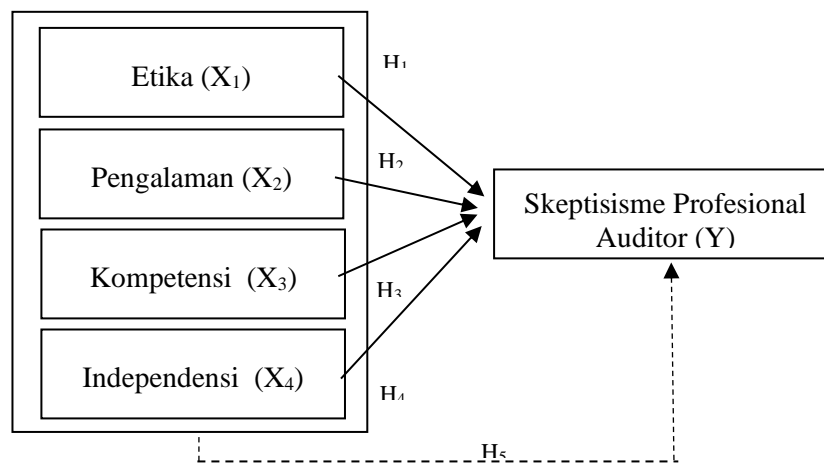 Etika (X₁)
H₁
Pengalaman (X₂)
H₂
Skeptisisme Profesional
Auditor (Y)
Kompetensi (X₃)
H₃
Independensi (X₄)
H₄
H₅